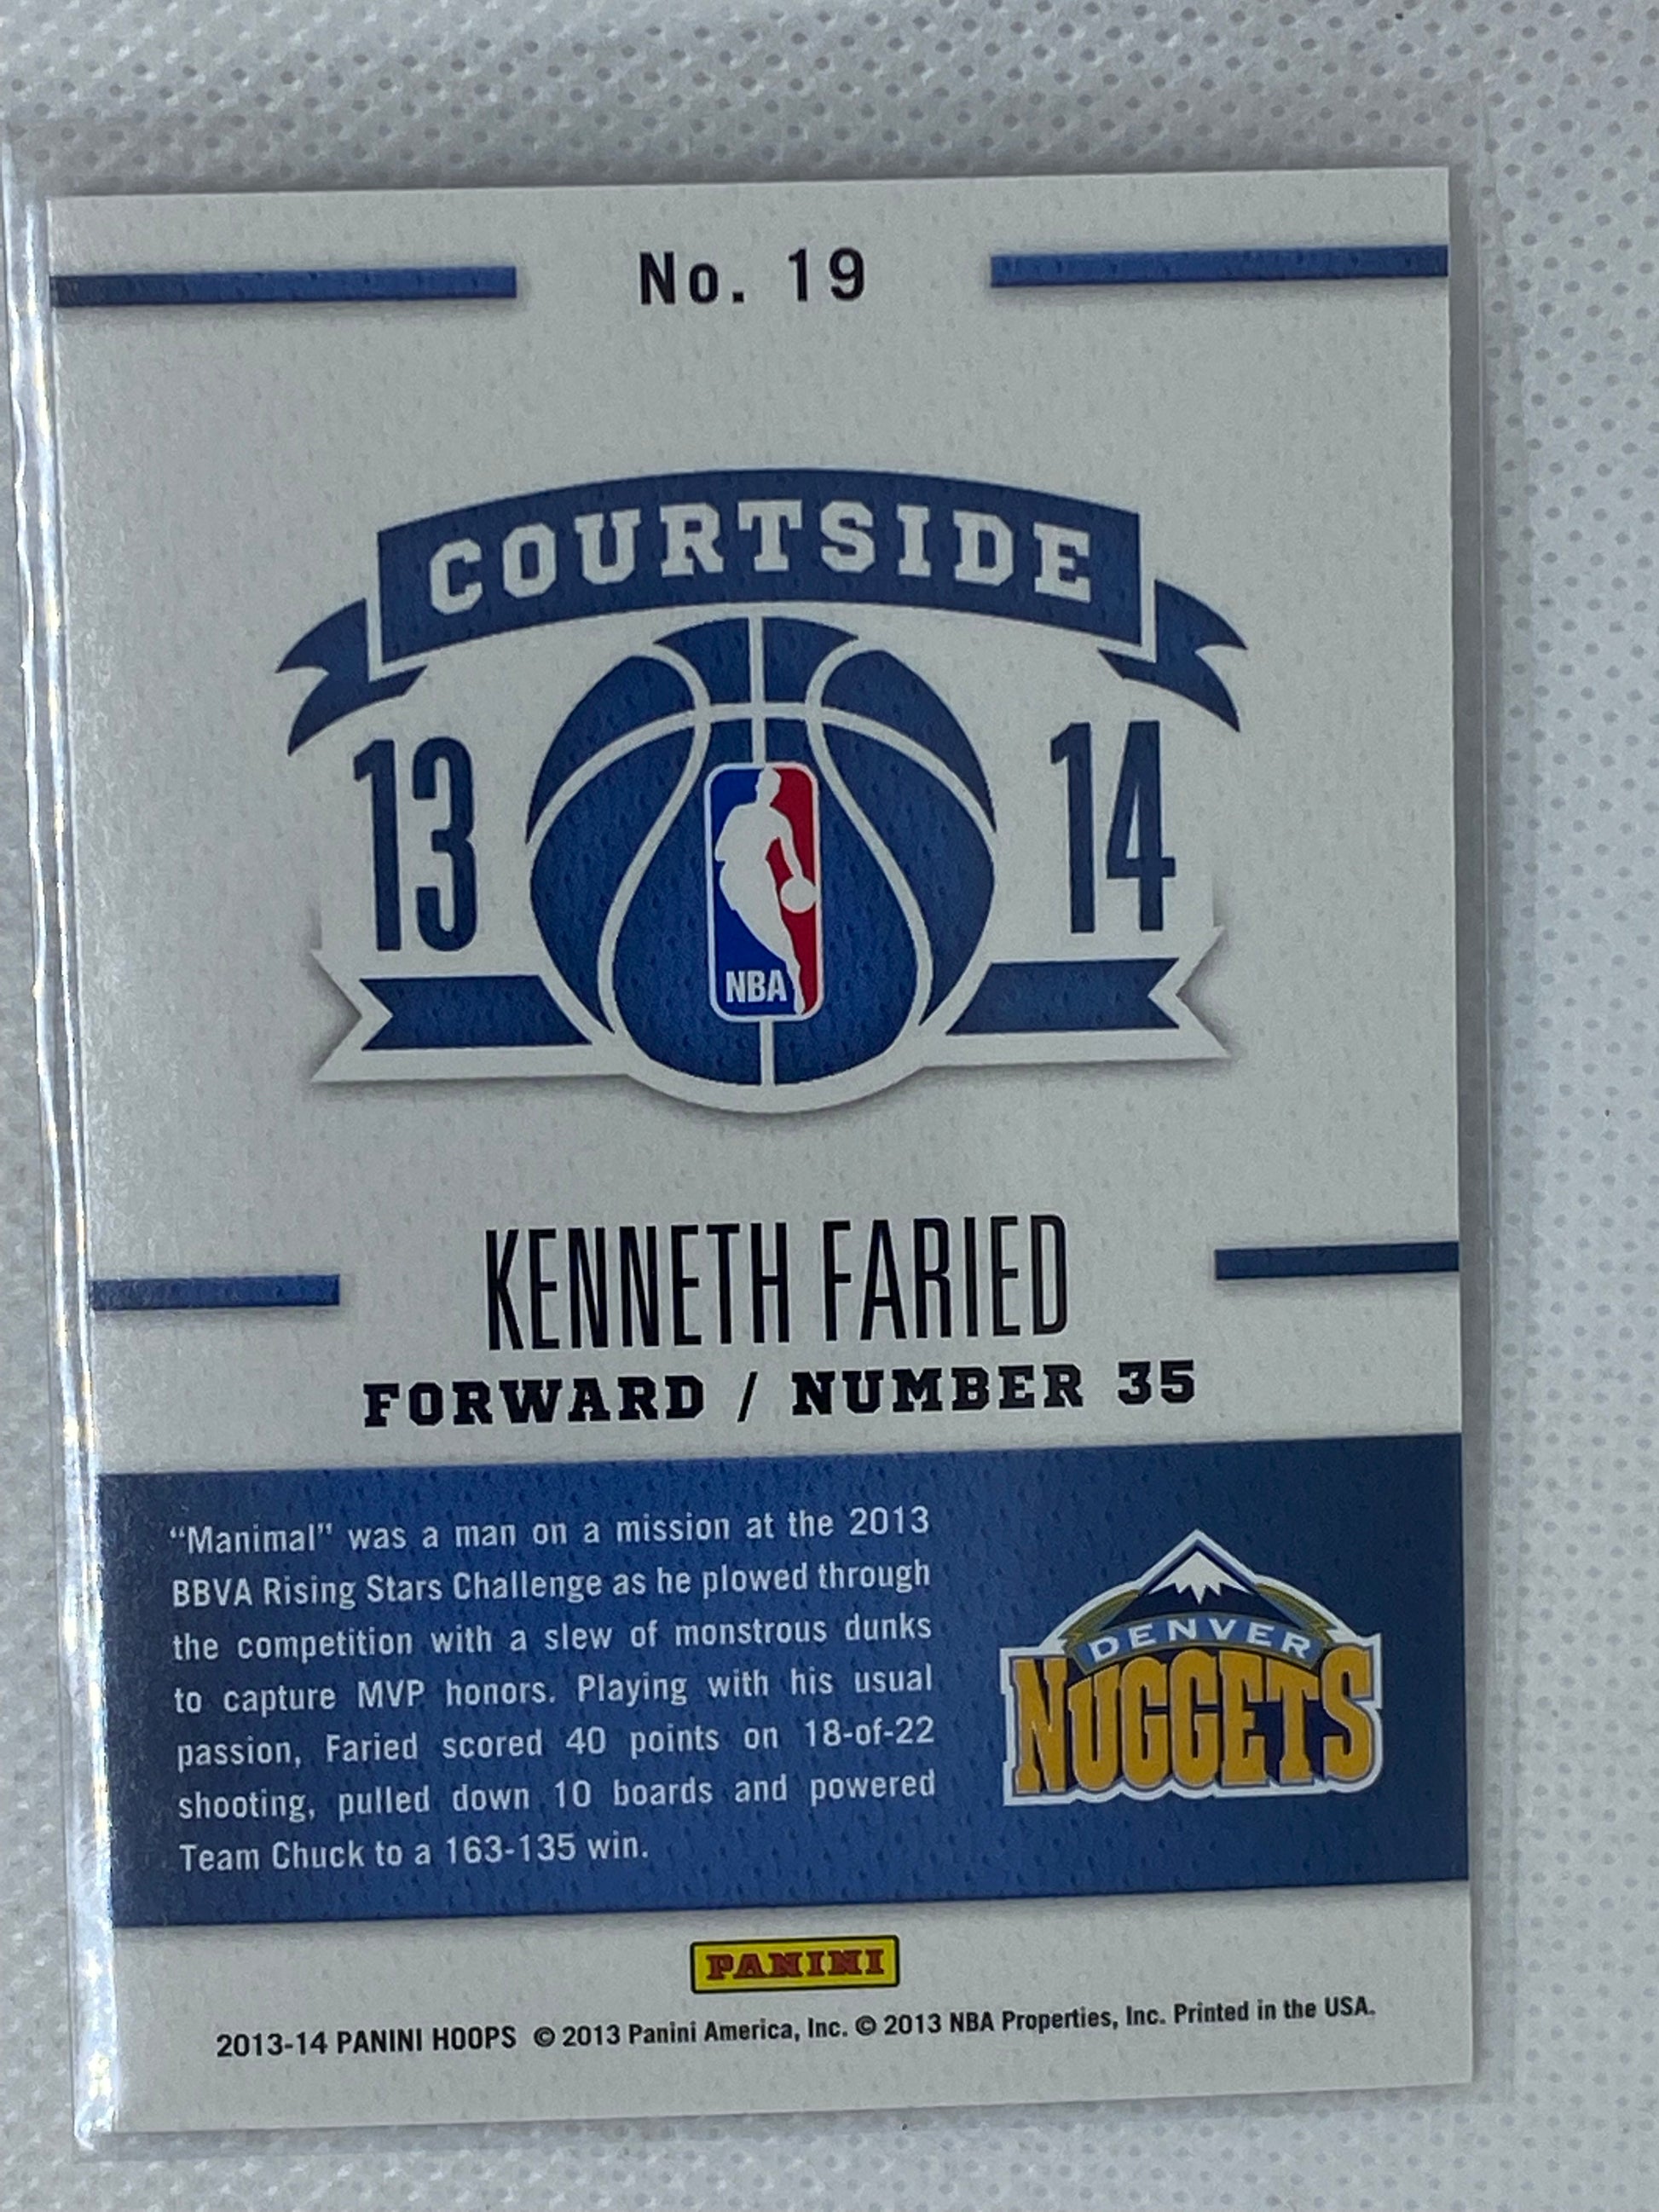 No. 19
COURTSIDE
13 14
NBA
KENNETH FARIED
FORWARD / NUMBER 35
“Manimal” was a man on a mission at the 2013
BBVA Rising Stars Challenge as he plowed through
the competition with a slew of monstrous dunks
to capture MVP honors. Playing with his usual
passion, Faried scored 40 points on 18-of-22
shooting, pulled down 10 boards and powered
Team Chuck to a 163-135 win.
DENVER
NUGGETS
PANINI
2013-14 PANINI HOOPS © 2013 Panini America, Inc. © 2013 NBA Properties, Inc. Printed in the USA.